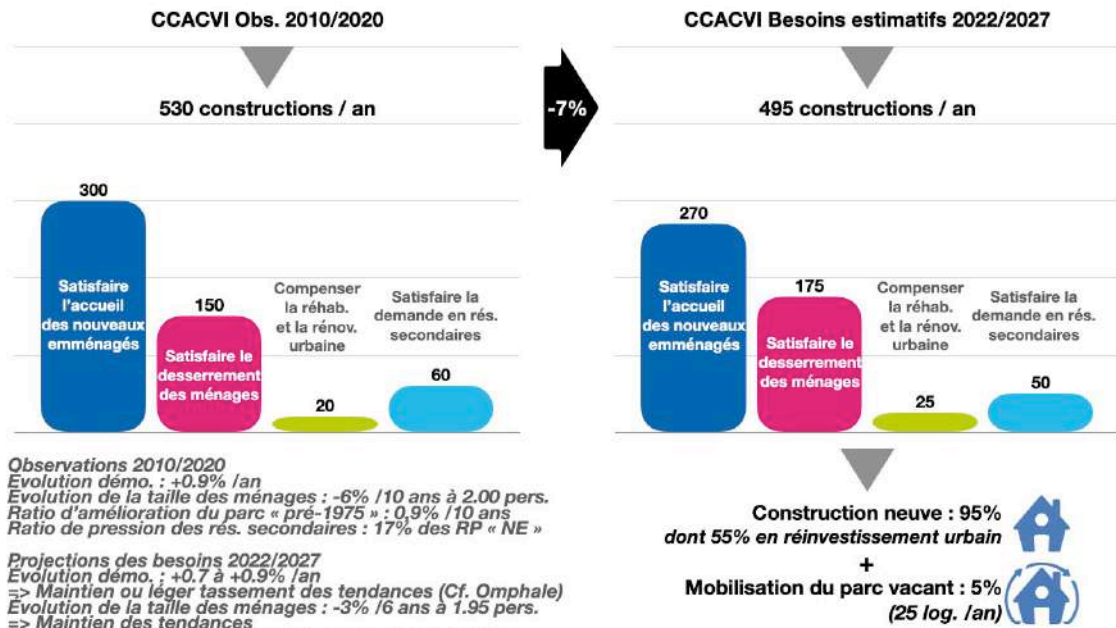 CCACVI Obs. 2010/2020
530 constructions / an
300
Satisfaire
l'accueil
des nouveaux
emménagés
150
Satisfaire le
desserrement
des ménages
Compenser
la réhab.
et la rénov.
urbaine
20
Satisfaire la
demande en rés.
secondaires
60
-7%
CCACVI Besoins estimatifs 2022/2027
495 constructions / an
270
Satisfaire
l'accueil
des nouveaux
emménagés
175
Satisfaire le
desserrement
des ménages
Compenser
la réhab.
et la rénov.
urbaine
25
Satisfaire la
demande en rés.
secondaires
50
Observations 2010/2020
Evolution démo. : +0.9% /an
Evolution de la taille des ménages : -6% /10 ans à 2.00 pers.
Ratio d'amélioration du parc « pré-1975 » : 0,9% /10 ans
Ratio de pression des rés. secondaires : 17% des RP « NE »
Projections des besoins 2022/2027
Evolution démo. : +0.7 à +0.9% /an
=> Maintien ou léger tassement des tendances (Cf. Omphale)
Evolution de la taille des ménages : -3% /6 ans à 1.95 pers.
=> Maintien des tendances
Construction neuve : 95%
dont 55% en réinvestissement urbain
+
Mobilisation du parc vacant : 5%
(25 log. /an)